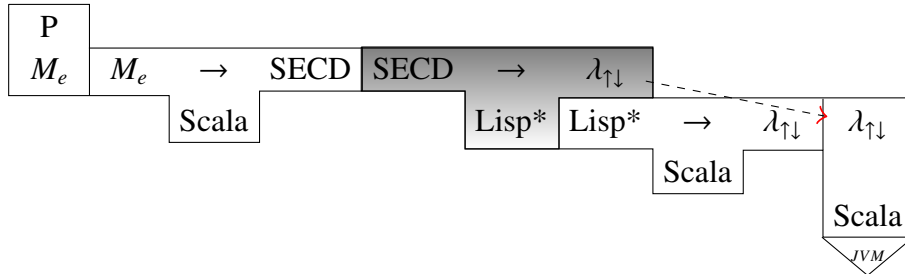 P
M_e M_e → SECD SECD → λ↑↓
Scala Lisp* Lisp* → λ↑↓ λ↑↓
Scala Scala
JVM